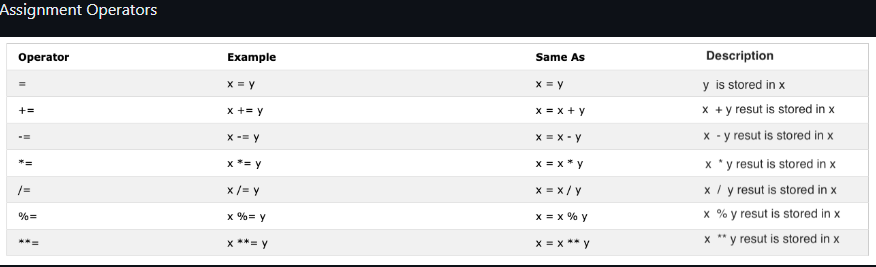 Assignment Operators
Operator Example Same As Description
= x = y x = y y is stored in x
+= x += y x = x + y x + y resut is stored in x
-= x -= y x = x - y x - y resut is stored in x
*= x *= y x = x * y x * y resut is stored in x
/= x /= y x = x / y x / y resut is stored in x
%= x %= y x = x % y x % y resut is stored in x
**= x **= y x = x ** y x ** y resut is stored in x